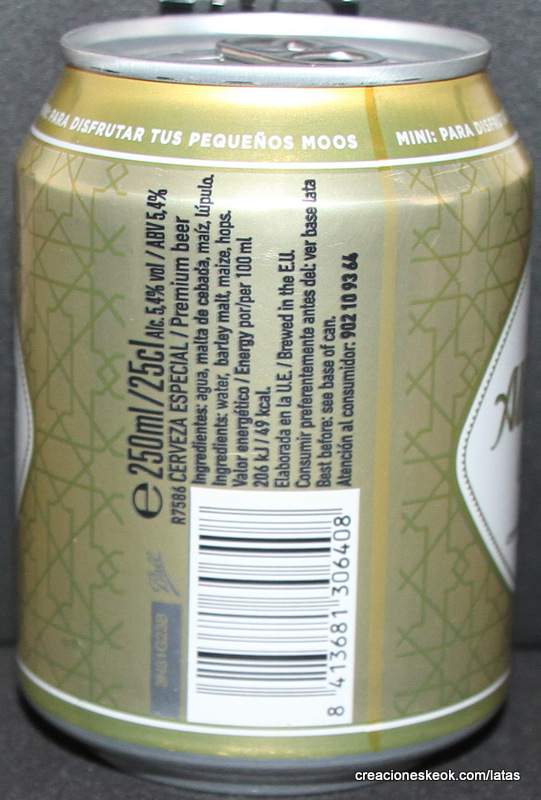 PARA DISFRUTAR TUS PEQUEÑOS MOOS
MINI: PARA
℮ 250ml/25cl Alc. 5,4% vol / ABV 5,4%
R7586 CERVEZA ESPECIAL / Premium beer
Ingredientes: agua, malta de cebada, maíz, lúpulo.
Ingredients: water, barley malt, maize, hops.
Valor energético / Energy por/per 100 ml
206 kJ / 49 kcal.
Elaborada en la U.E. / Brewed in the E.U.
Consumir preferentemente antes del: ver base lata
Best before: see base of can.
Atención al consumidor: 902 10 93 64
Ball
8 413681 306408
creacioneskeok.com/latas